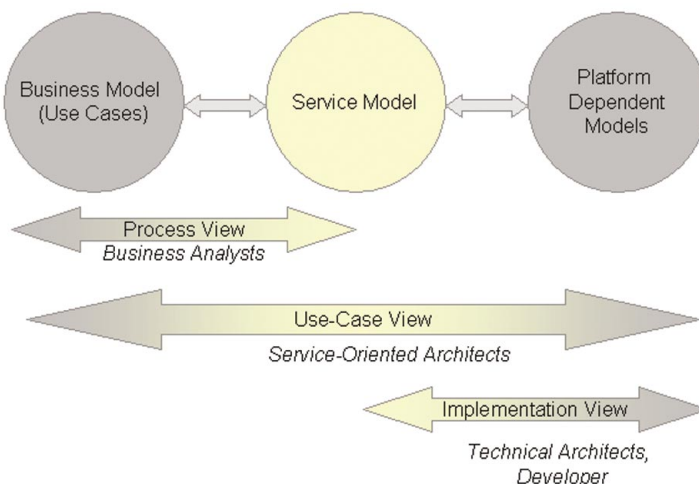 Business Model
(Use Cases)
Service Model
Platform
Dependent
Models
Process View
Business Analysts
Use-Case View
Service-Oriented Architects
Implementation View
Technical Architects,
Developer